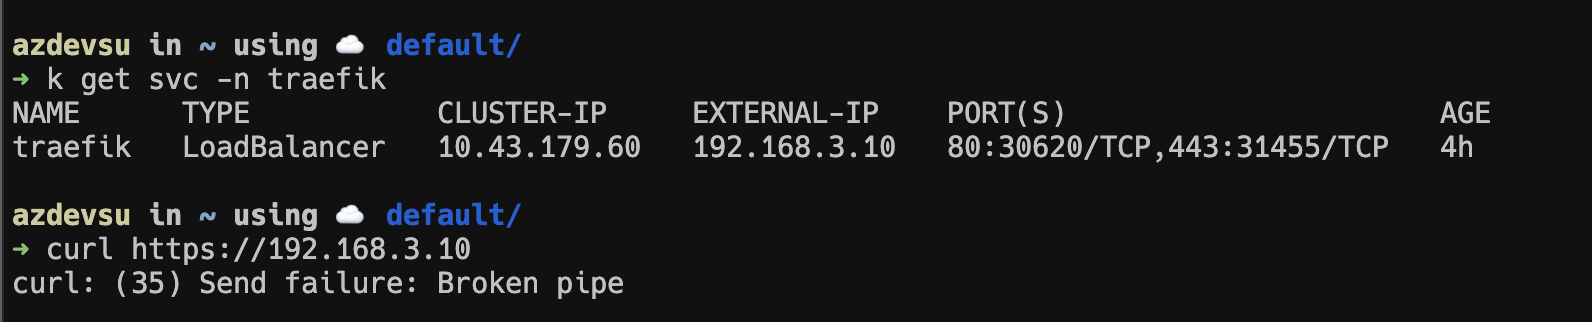 azdevsu in ~ using ☁️ default/
→ k get svc -n traefik
NAME TYPE CLUSTER-IP EXTERNAL-IP PORT(S) AGE
traefik LoadBalancer 10.43.179.60 192.168.3.10 80:30620/TCP,443:31455/TCP 4h
azdevsu in ~ using ☁️ default/
→ curl https://192.168.3.10
curl: (35) Send failure: Broken pipe